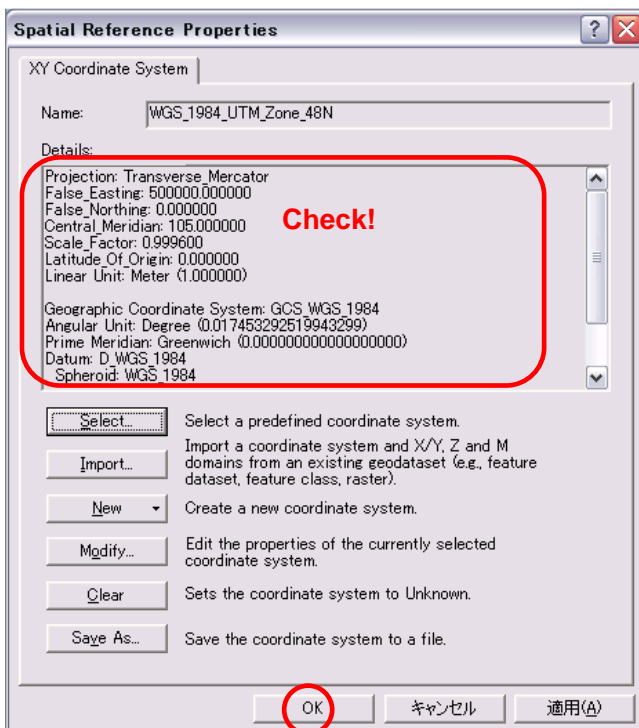 Spatial Reference Properties
XY Coordinate System
Name: WGS_1984_UTM_Zone_48N
Details:
Projection: Transverse_Mercator
False_Easting: 500000.000000
False_Northing: 0.000000
Central_Meridian: 105.000000
Scale_Factor: 0.999600
Latitude_Of_Origin: 0.000000
Linear Unit: Meter (1.000000)
Check!
Geographic Coordinate System: GCS_WGS_1984
Angular Unit: Degree (0.017453292519943299)
Prime Meridian: Greenwich (0.000000000000000000)
Datum: D_WGS_1984
Spheroid: WGS_1984
Select... Select a predefined coordinate system.
Import... Import a coordinate system and X/Y, Z and M
domains from an existing geodataset (e.g., feature
dataset, feature class, raster).
New Create a new coordinate system.
Modify... Edit the properties of the currently selected
coordinate system.
Clear Sets the coordinate system to Unknown.
Save As... Save the coordinate system to a file.
OK キャンセル 適用(A)